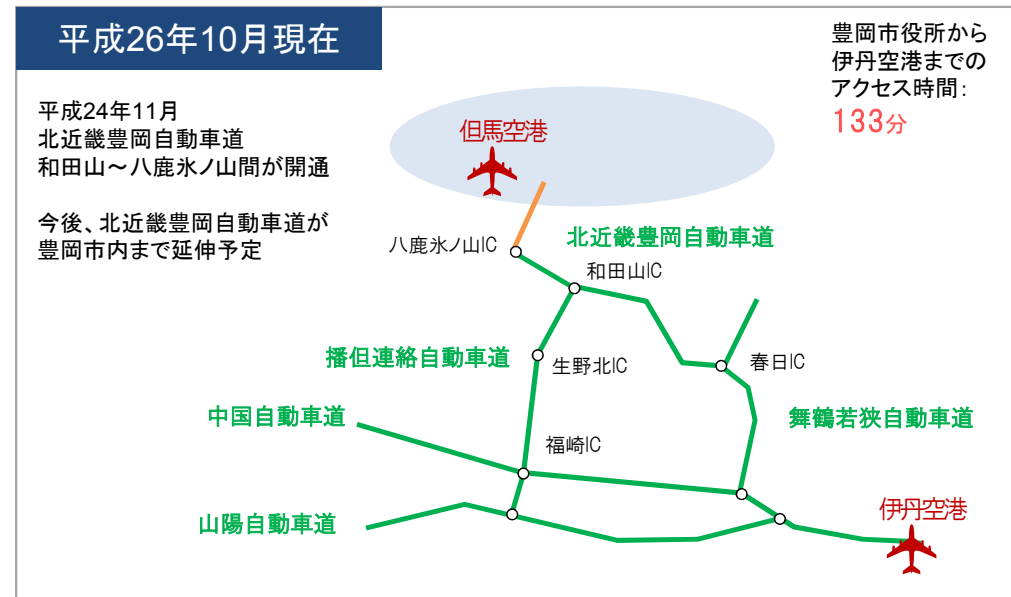 平成26年10月現在
豊岡市役所から
伊丹空港までの
アクセス時間:
133分
平成24年11月
北近畿豊岡自動車道
和田山～八鹿氷ノ山間が開通
今後、北近畿豊岡自動車道が
豊岡市内まで延伸予定
但馬空港
八鹿氷ノ山IC
北近畿豊岡自動車道
和田山IC
播但連絡自動車道
生野北IC
春日IC
中国自動車道
舞鶴若狭自動車道
福崎IC
山陽自動車道
伊丹空港